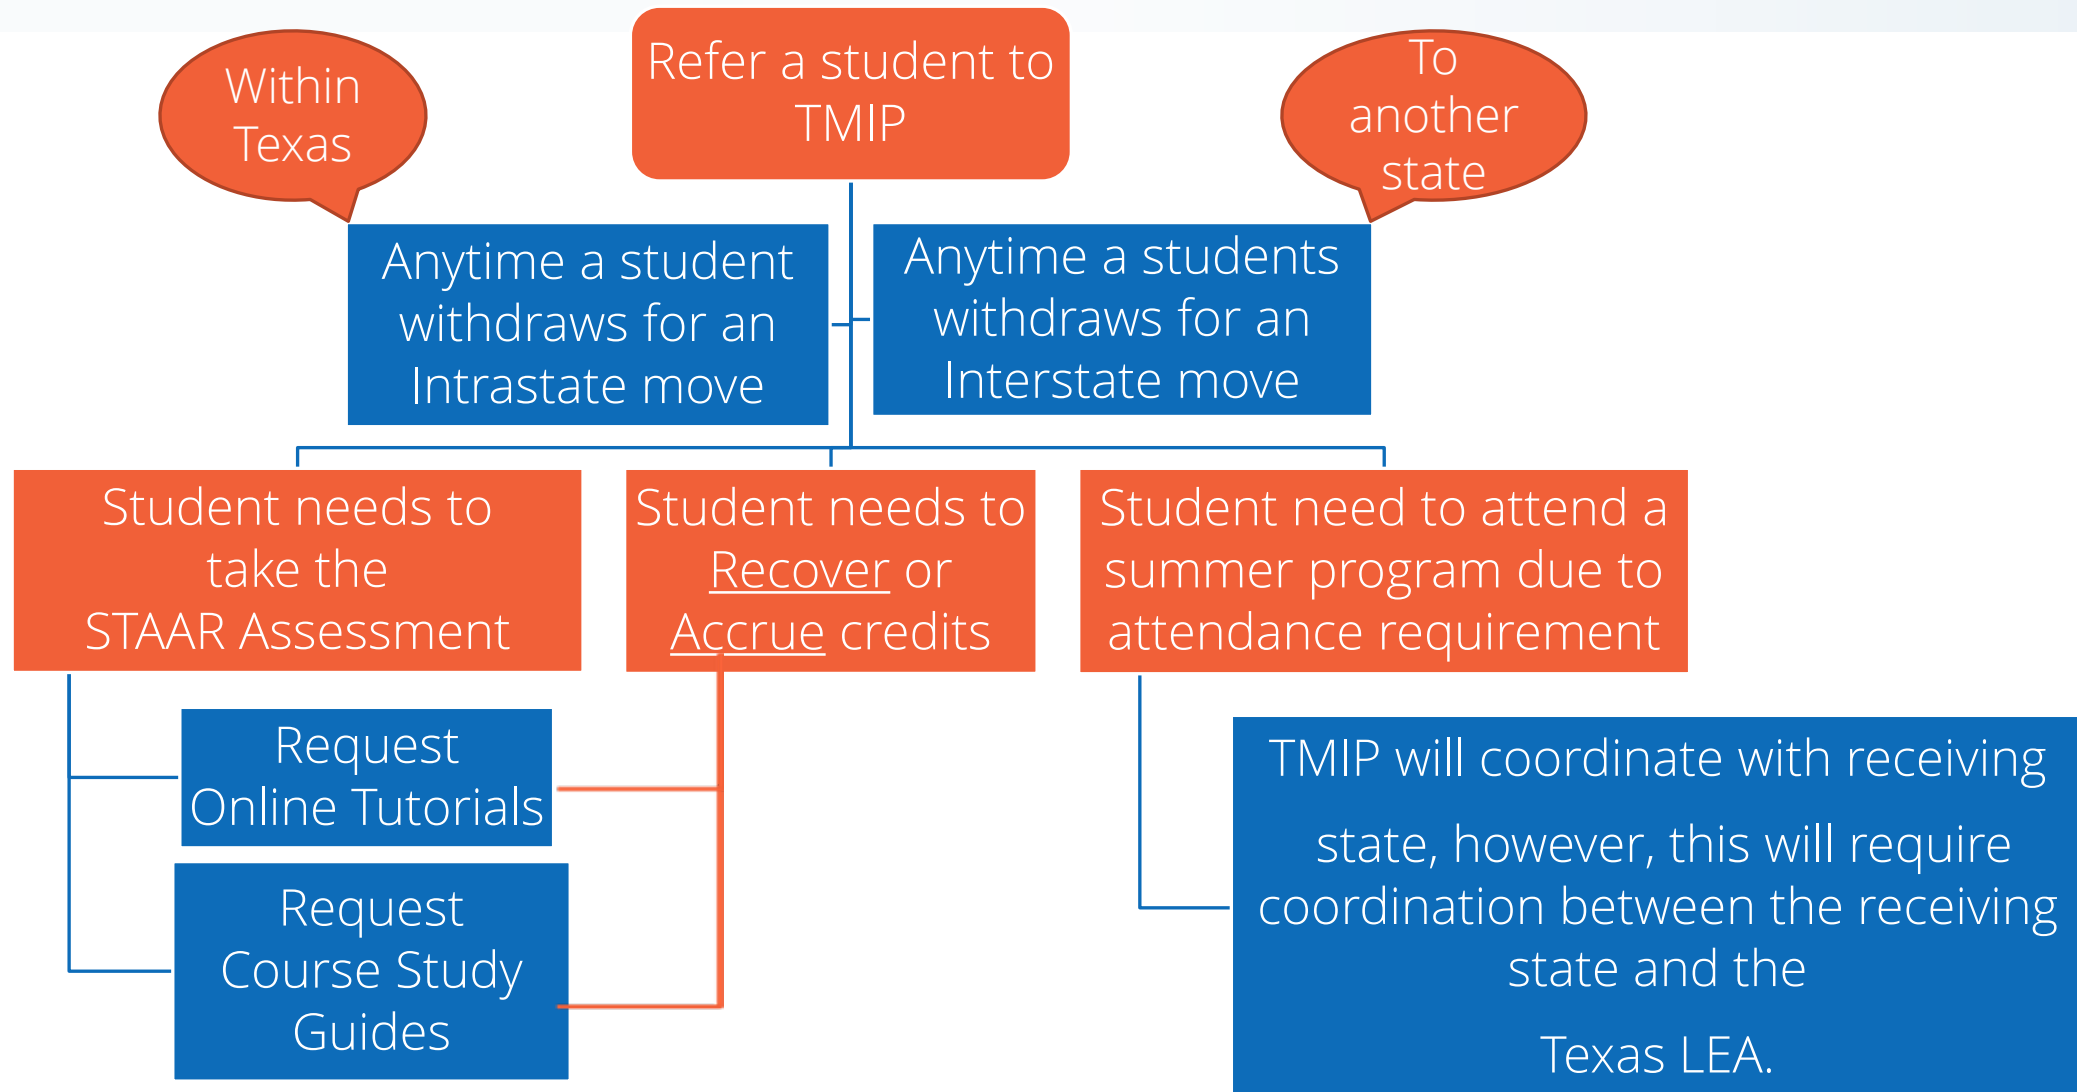 Refer a student to
TMIP
Within
Texas
To
another
state
Anytime a student
withdraws for an
Intrastate move
Anytime a students
withdraws for an
Interstate move
Student needs to
take the
STAAR Assessment
Student needs to
Recover or
Accrue credits
Student need to attend a
summer program due to
attendance requirement
Request
Online Tutorials
Request
Course Study
Guides
TMIP will coordinate with receiving
state, however, this will require
coordination between the receiving
state and the
Texas LEA.